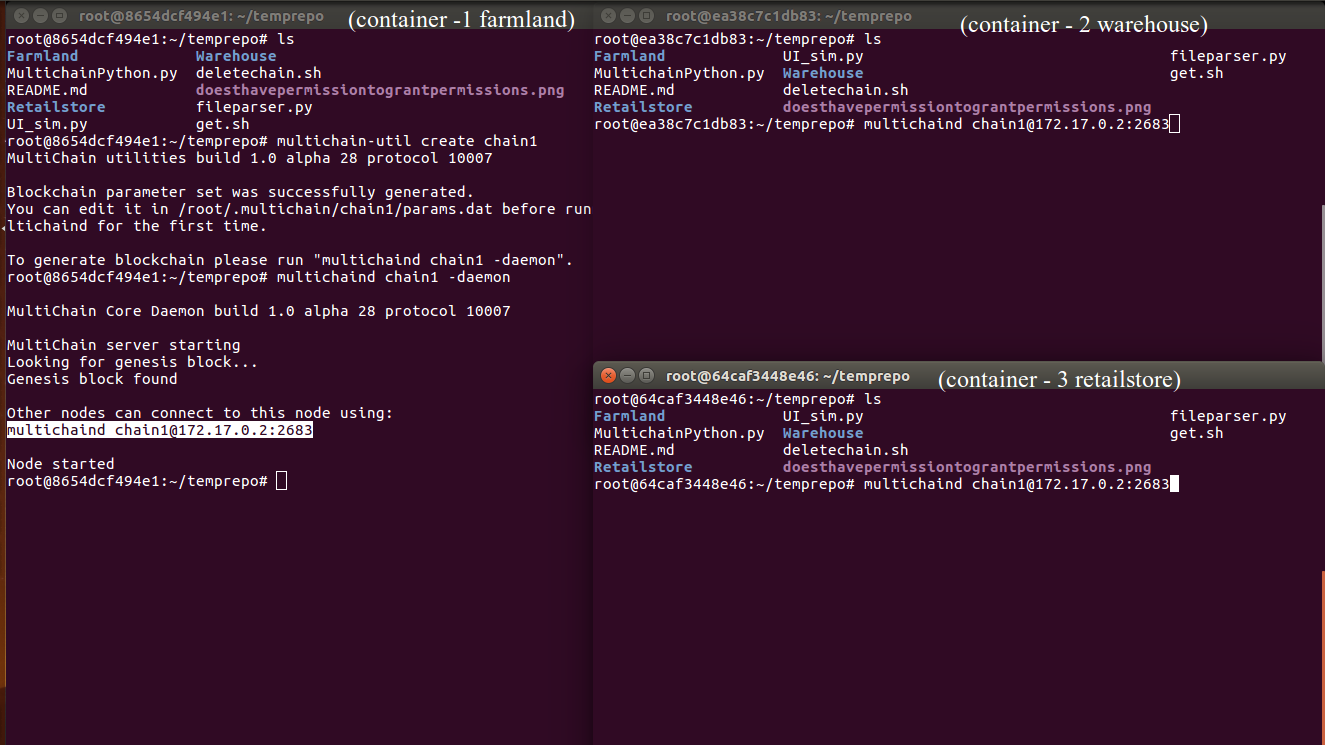 root@8654dcf494e1: ~/temprepo (container -1 farmland)
root@8654dcf494e1:~/temprepo# ls
Farmland Warehouse
MultichainPython.py deletechain.sh
README.md doesthavepermissiontograntpermissions.png
Retailstore fileparser.py
UI_sim.py get.sh
root@8654dcf494e1:~/temprepo# multichain-util create chain1
MultiChain utilities build 1.0 alpha 28 protocol 10007
Blockchain parameter set was successfully generated.
You can edit it in /root/.multichain/chain1/params.dat before run
ltichaind for the first time.
To generate blockchain please run "multichaind chain1 -daemon".
root@8654dcf494e1:~/temprepo# multichaind chain1 -daemon
MultiChain Core Daemon build 1.0 alpha 28 protocol 10007
MultiChain server starting
Looking for genesis block...
Genesis block found
Other nodes can connect to this node using:
multichaind chain1@172.17.0.2:2683
Node started
root@8654dcf494e1:~/temprepo#
root@ea38c7c1db83: ~/temprepo (container - 2 warehouse)
root@ea38c7c1db83:~/temprepo# ls
Farmland UI_sim.py fileparser.py
MultichainPython.py Warehouse get.sh
README.md deletechain.sh
Retailstore doesthavepermissiontograntpermissions.png
root@ea38c7c1db83:~/temprepo# multichaind chain1@172.17.0.2:2683
root@64caf3448e46: ~/temprepo (container - 3 retailstore)
root@64caf3448e46:~/temprepo# ls
Farmland UI_sim.py fileparser.py
MultichainPython.py Warehouse get.sh
README.md deletechain.sh
Retailstore doesthavepermissiontograntpermissions.png
root@64caf3448e46:~/temprepo# multichaind chain1@172.17.0.2:2683